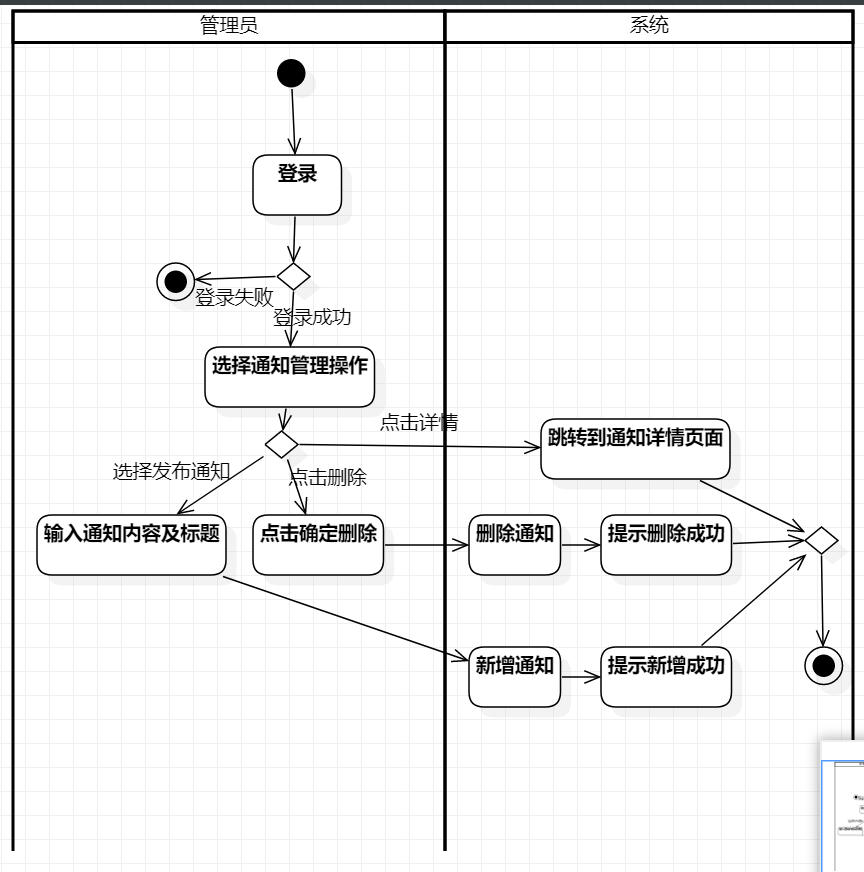 管理员
系统
登录
登录失败
登录成功
选择通知管理操作
点击详情
跳转到通知详情页面
选择发布通知
点击删除
输入通知内容及标题
点击确定删除
删除通知
提示删除成功
新增通知
提示新增成功